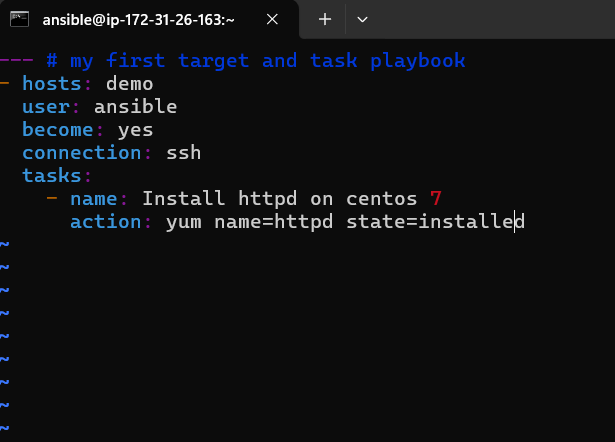 ansible@ip-172-31-26-163:~
--- # my first target and task playbook
- hosts: demo
  user: ansible
  become: yes
  connection: ssh
  tasks:
    - name: Install httpd on centos 7
      action: yum name=httpd state=installed
~
~
~
~
~
~
~
~
~